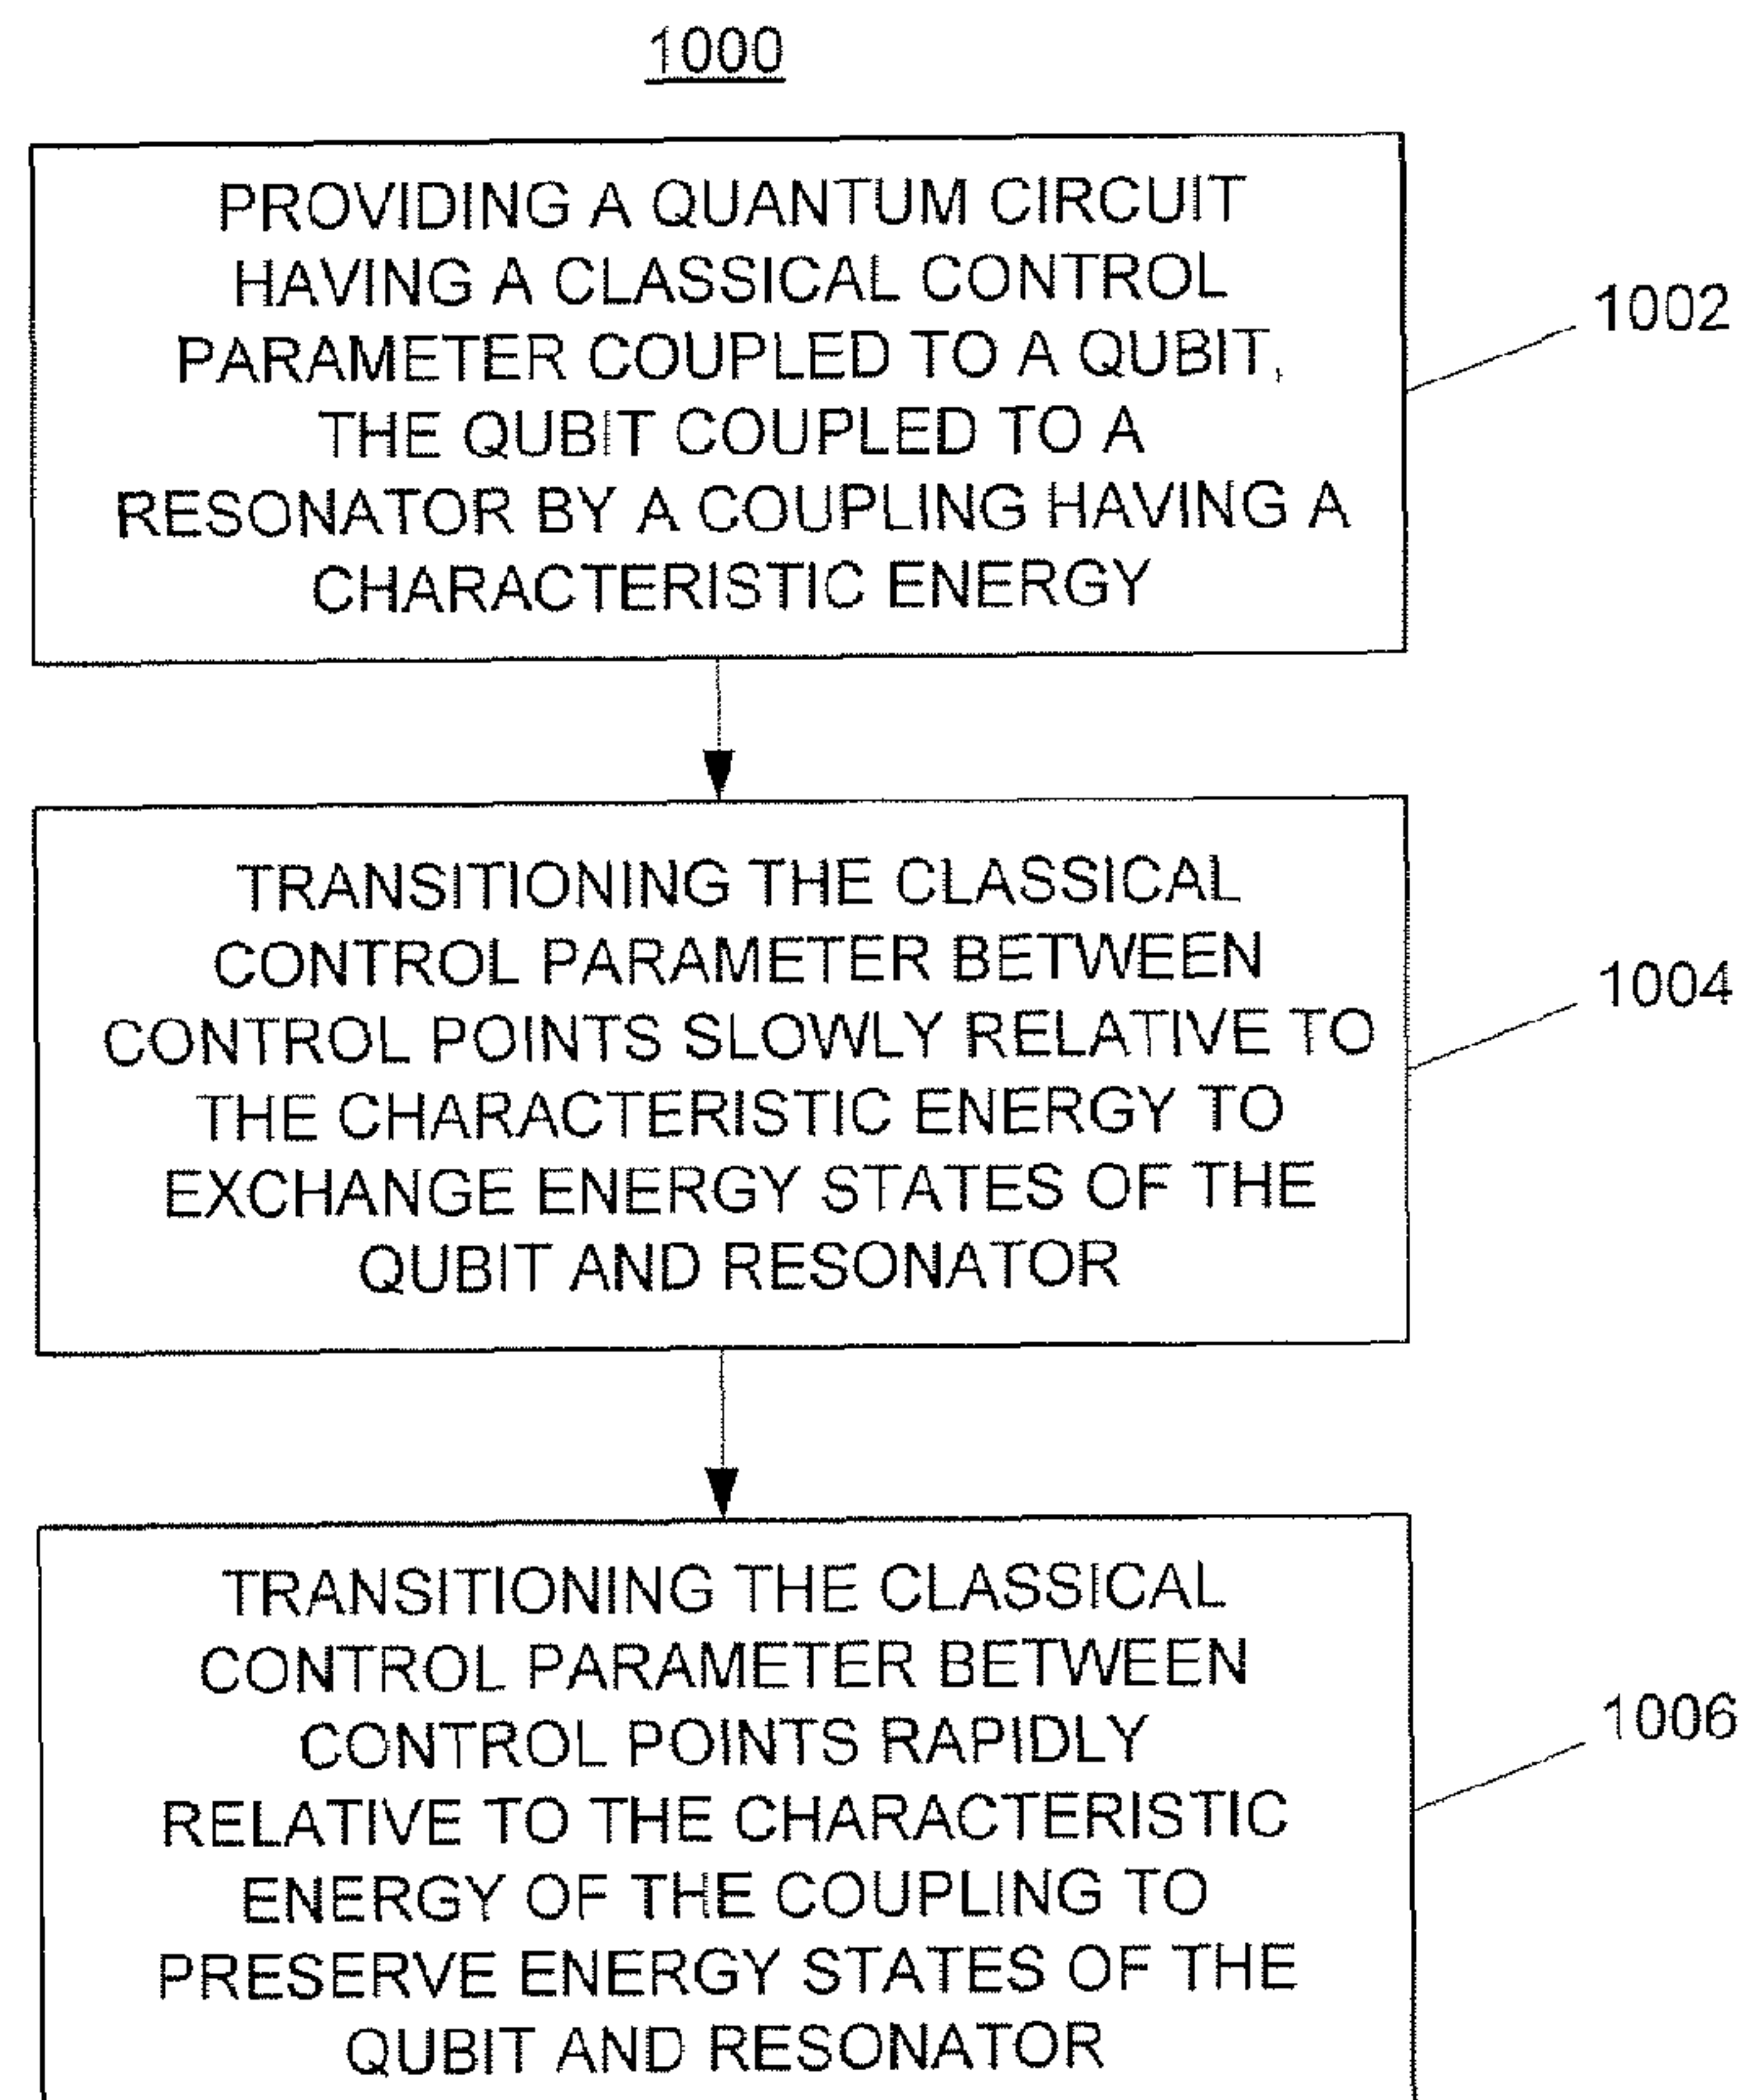 1000
PROVIDING A QUANTUM CIRCUIT
HAVING A CLASSICAL CONTROL
PARAMETER COUPLED TO A QUBIT,
THE QUBIT COUPLED TO A
RESONATOR BY A COUPLING HAVING A
CHARACTERISTIC ENERGY
1002
TRANSITIONING THE CLASSICAL
CONTROL PARAMETER BETWEEN
CONTROL POINTS SLOWLY RELATIVE TO
THE CHARACTERISTIC ENERGY TO
EXCHANGE ENERGY STATES OF THE
QUBIT AND RESONATOR
1004
TRANSITIONING THE CLASSICAL
CONTROL PARAMETER BETWEEN
CONTROL POINTS RAPIDLY
RELATIVE TO THE CHARACTERISTIC
ENERGY OF THE COUPLING TO
PRESERVE ENERGY STATES OF THE
QUBIT AND RESONATOR
1006